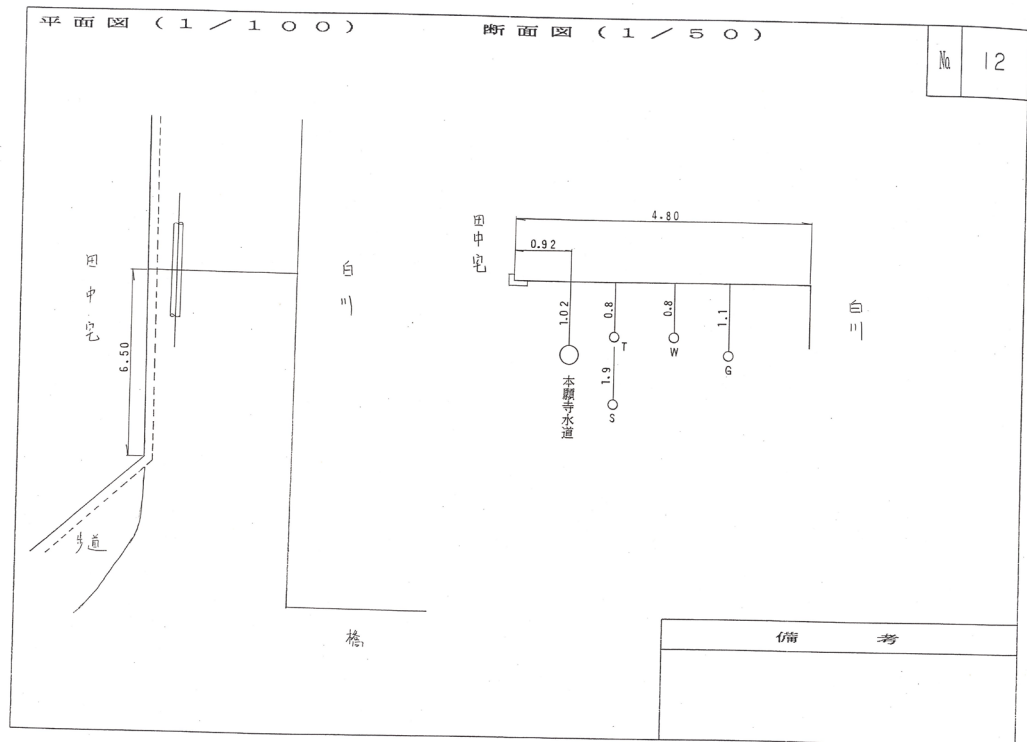 平面図(1/100)
断面図(1/50)
No. 12
田中宅
6.50
白川
歩道
橋
田中宅
4.80
0.92
1.02
0.8
0.8
1.1
T
W
G
1.9
S
本願寺水道
白川
備考